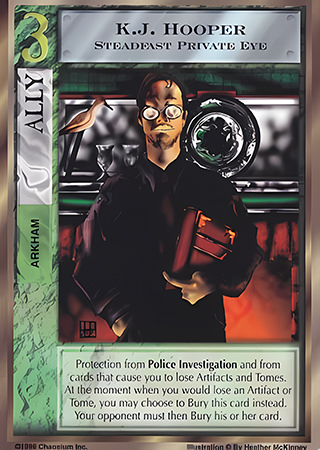 3
K.J. HOOPER
STEADFAST PRIVATE EYE
ALLY
ARKHAM
Protection from Police Investigation and from
cards that cause you to lose Artifacts and Tomes.
At the moment when you would lose an Artifact or
Tome, you may choose to Bury this card instead.
Your opponent must then Bury his or her card.
©1996 Chaosium Inc.
Illustration © By Heather McKinney